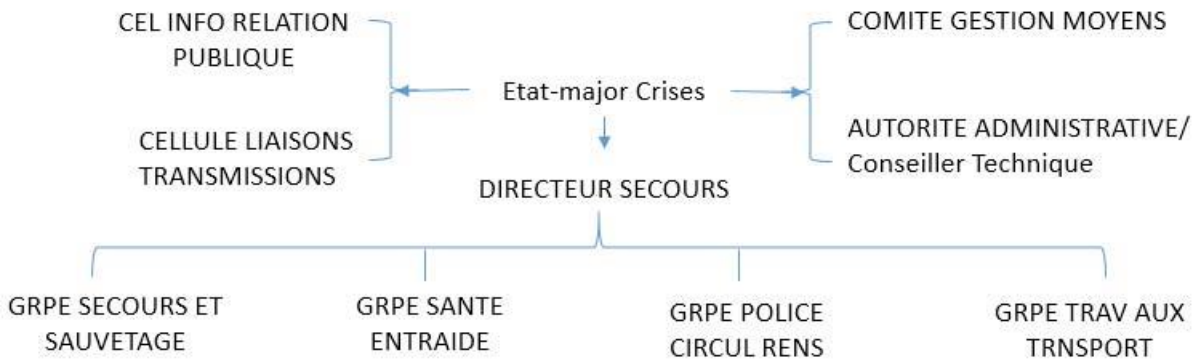 CEL INFO RELATION
PUBLIQUE
COMITE GESTION MOYENS
Etat-major Crises
CELLULE LIAISONS
TRANSMISSIONS
AUTORITE ADMINISTRATIVE/
Conseiller Technique
DIRECTEUR SECOURS
GRPE SECOURS ET
SAUVETAGE
GRPE SANTE
ENTRAIDE
GRPE POLICE
CIRCUL RENS
GRPE TRAV AUX
TRNSPORT